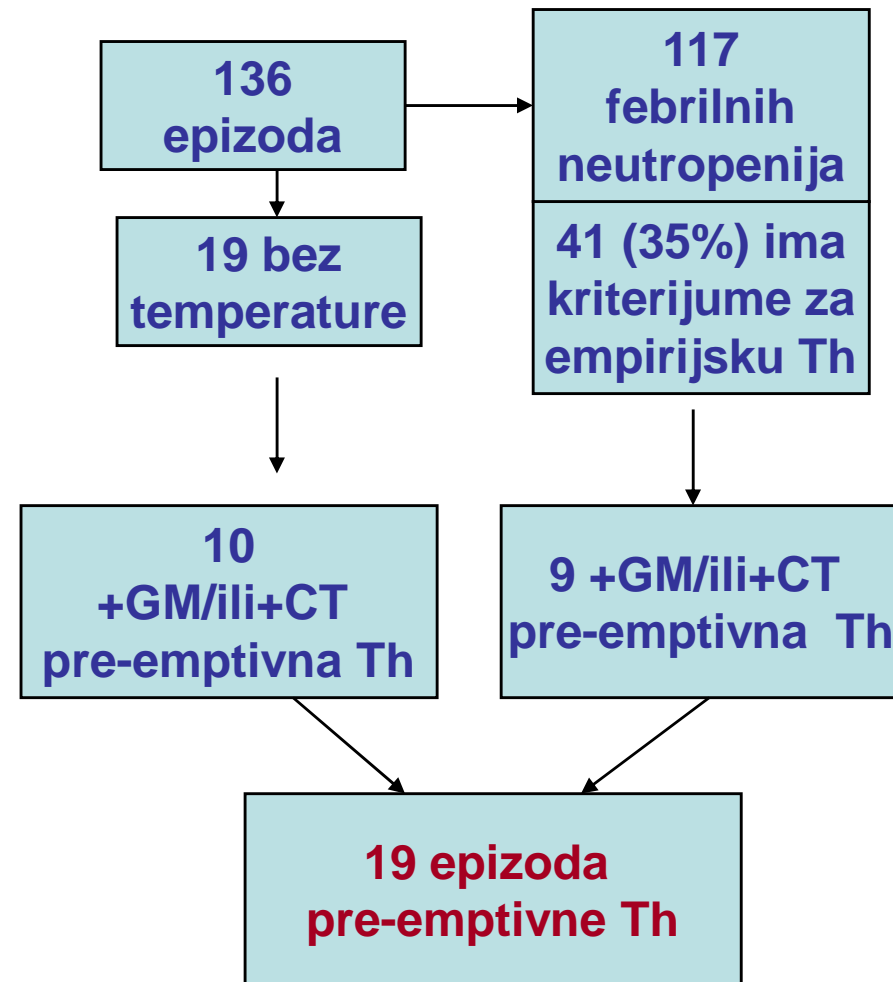 136
epizoda
117
febrilnih
neutropenija
19 bez
temperature
41 (35%) ima
kriterijume za
empirijsku Th
10
+GM/ili+CT
pre-emptivna Th
9 +GM/ili+CT
pre-emptivna Th
19 epizoda
pre-emptivne Th